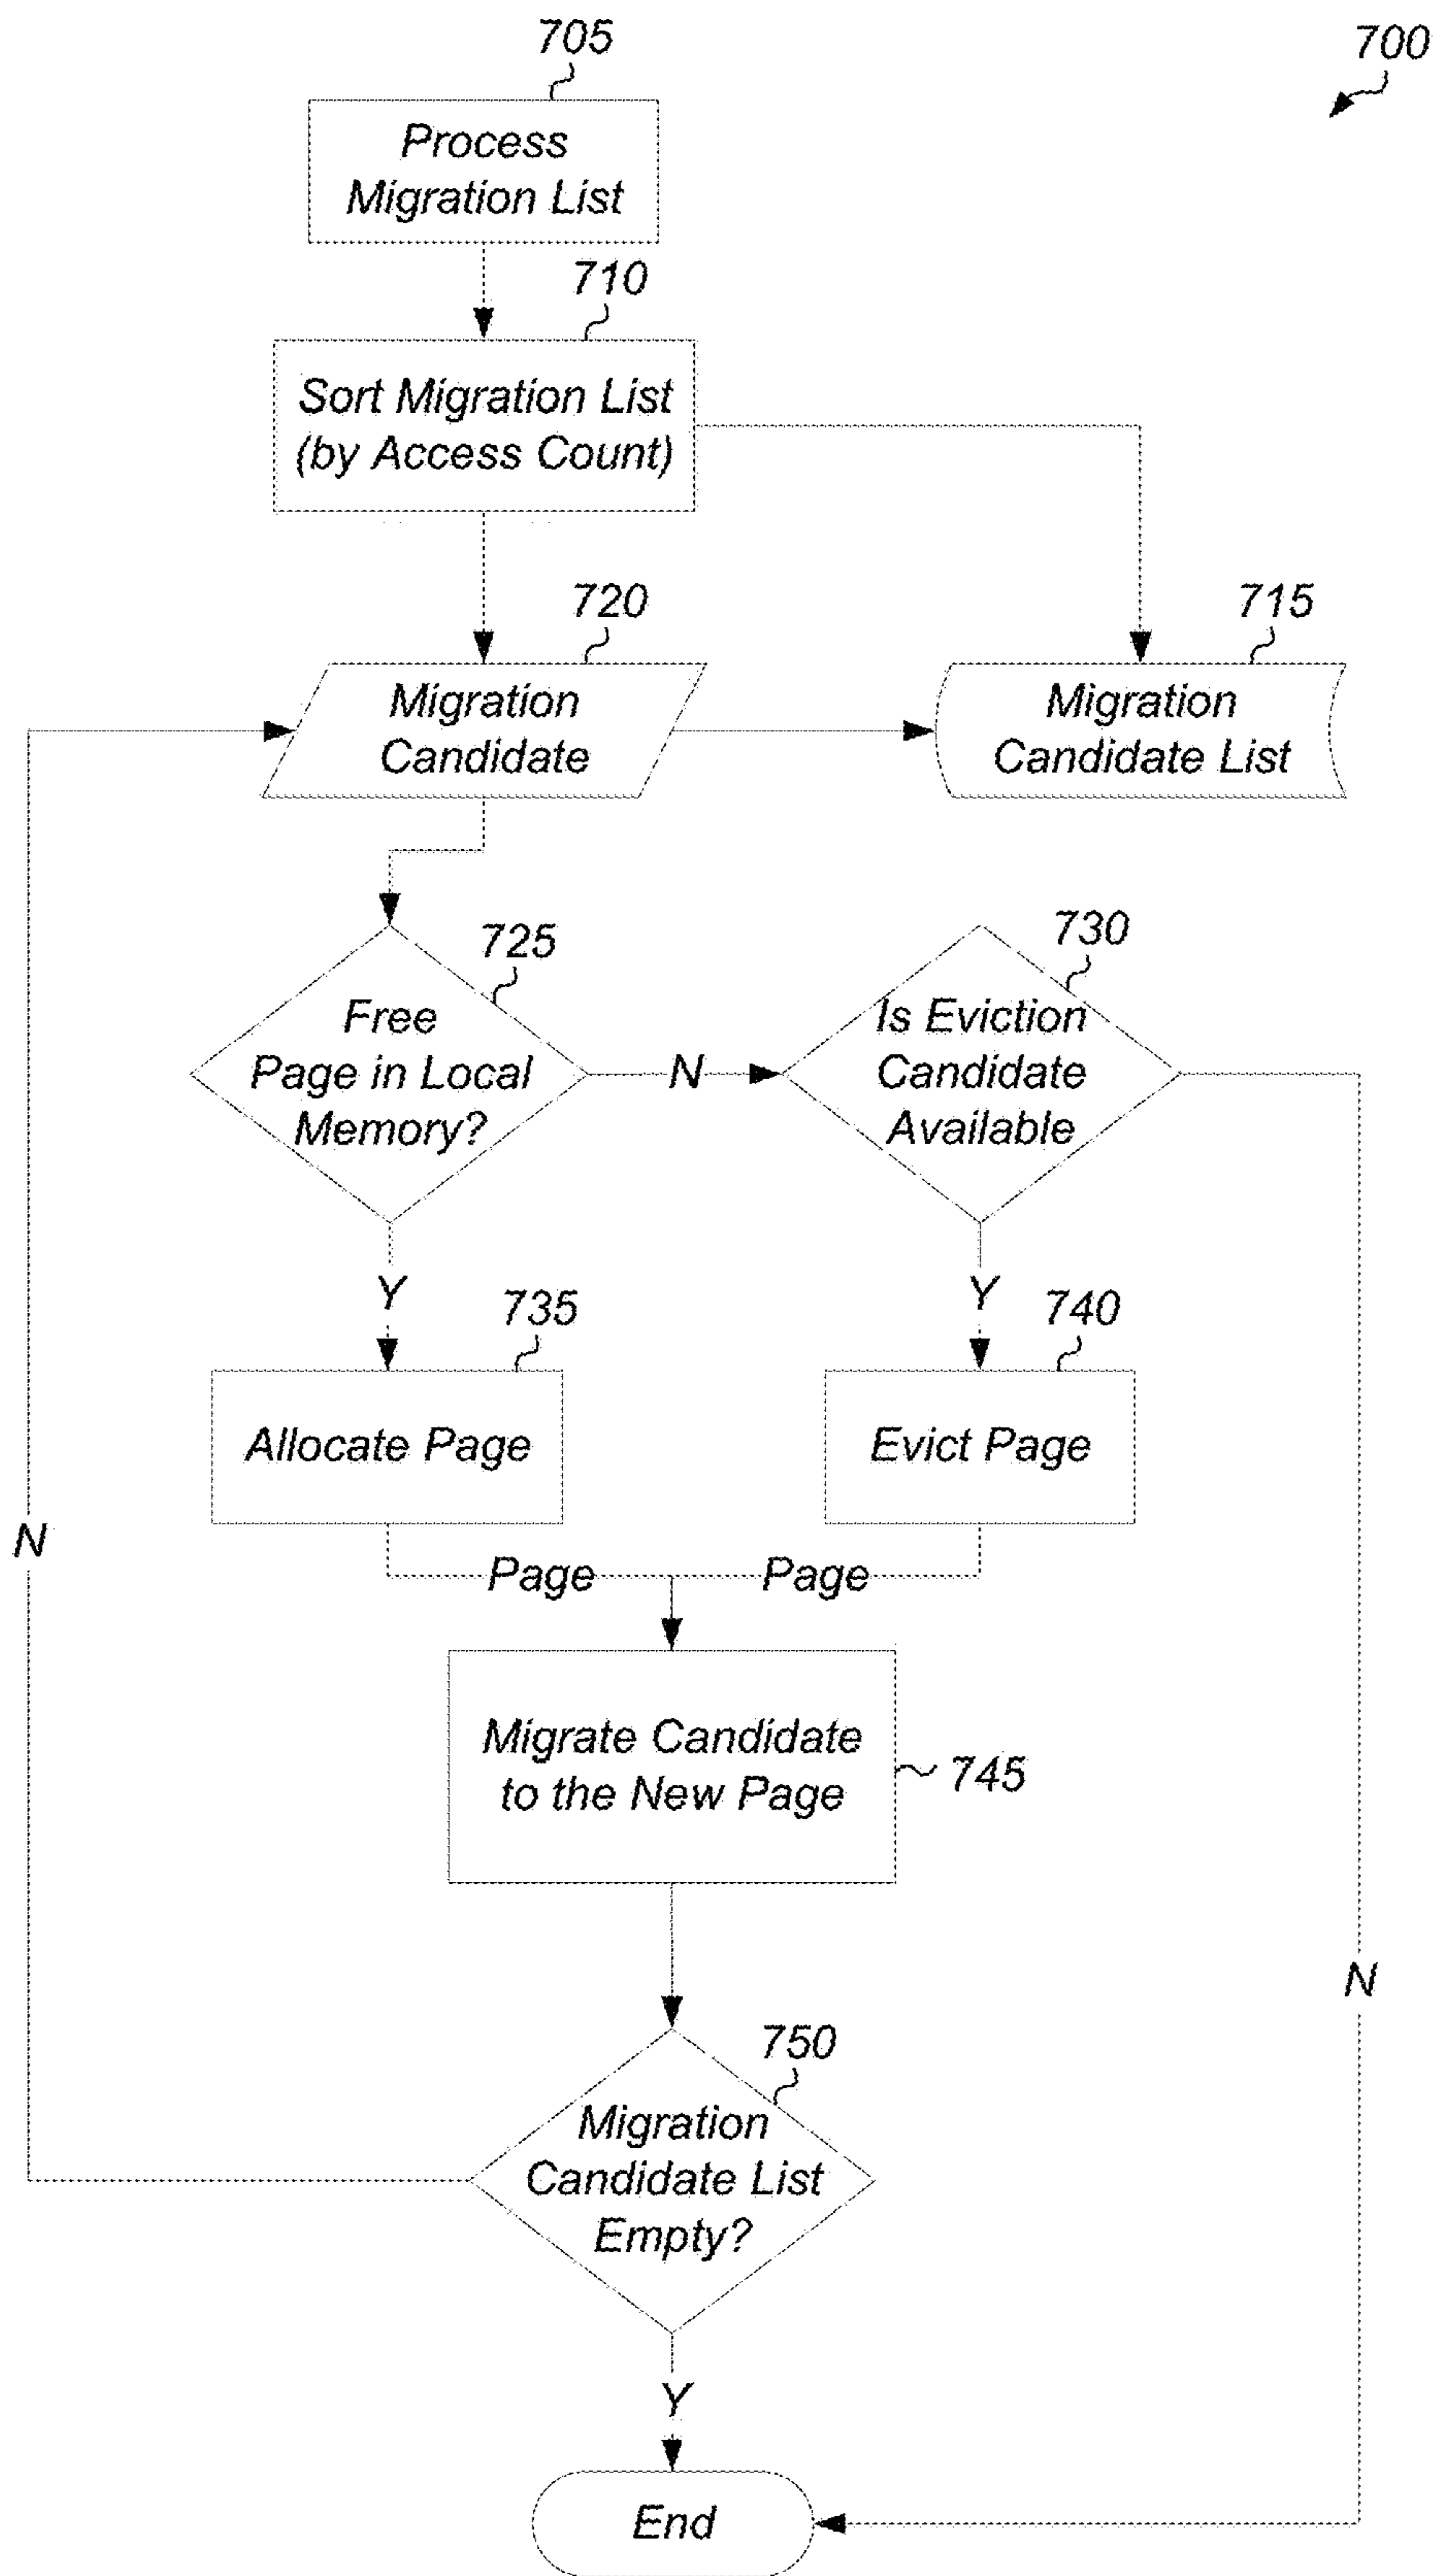 705
700
Process
Migration List
710
Sort Migration List
(by Access Count)
720
715
Migration
Candidate
Migration
Candidate List
725
730
Free
Page in Local
Memory?
N
Is Eviction
Candidate
Available
Y
Y
735
740
Allocate Page
Evict Page
N
Page
Page
Migrate Candidate
to the New Page
745
N
750
Migration
Candidate List
Empty?
Y
End